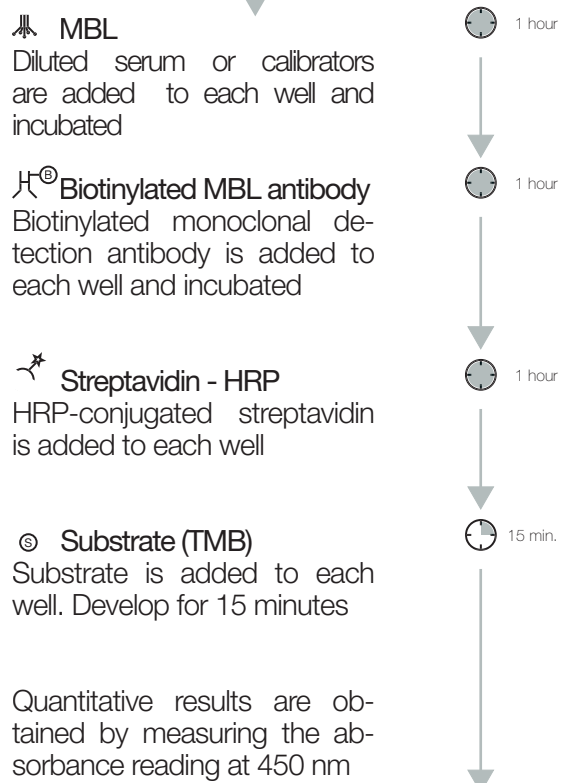 MBL
1 hour
Diluted serum or calibrators
are added to each well and
incubated
B
Biotinylated MBL antibody
1 hour
Biotinylated monoclonal de-
tection antibody is added to
each well and incubated
Streptavidin - HRP
1 hour
HRP-conjugated streptavidin
is added to each well
S
Substrate (TMB)
15 min.
Substrate is added to each
well. Develop for 15 minutes
Quantitative results are ob-
tained by measuring the ab-
sorbance reading at 450 nm